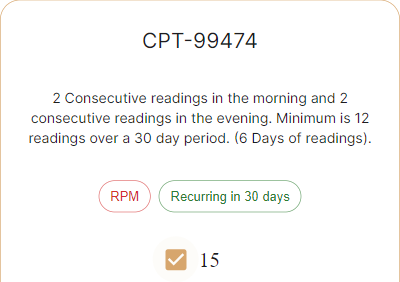 CPT-99474
2 Consecutive readings in the morning and 2
consecutive readings in the evening. Minimum is 12
readings over a 30 day period. (6 Days of readings).
RPM
Recurring in 30 days
15